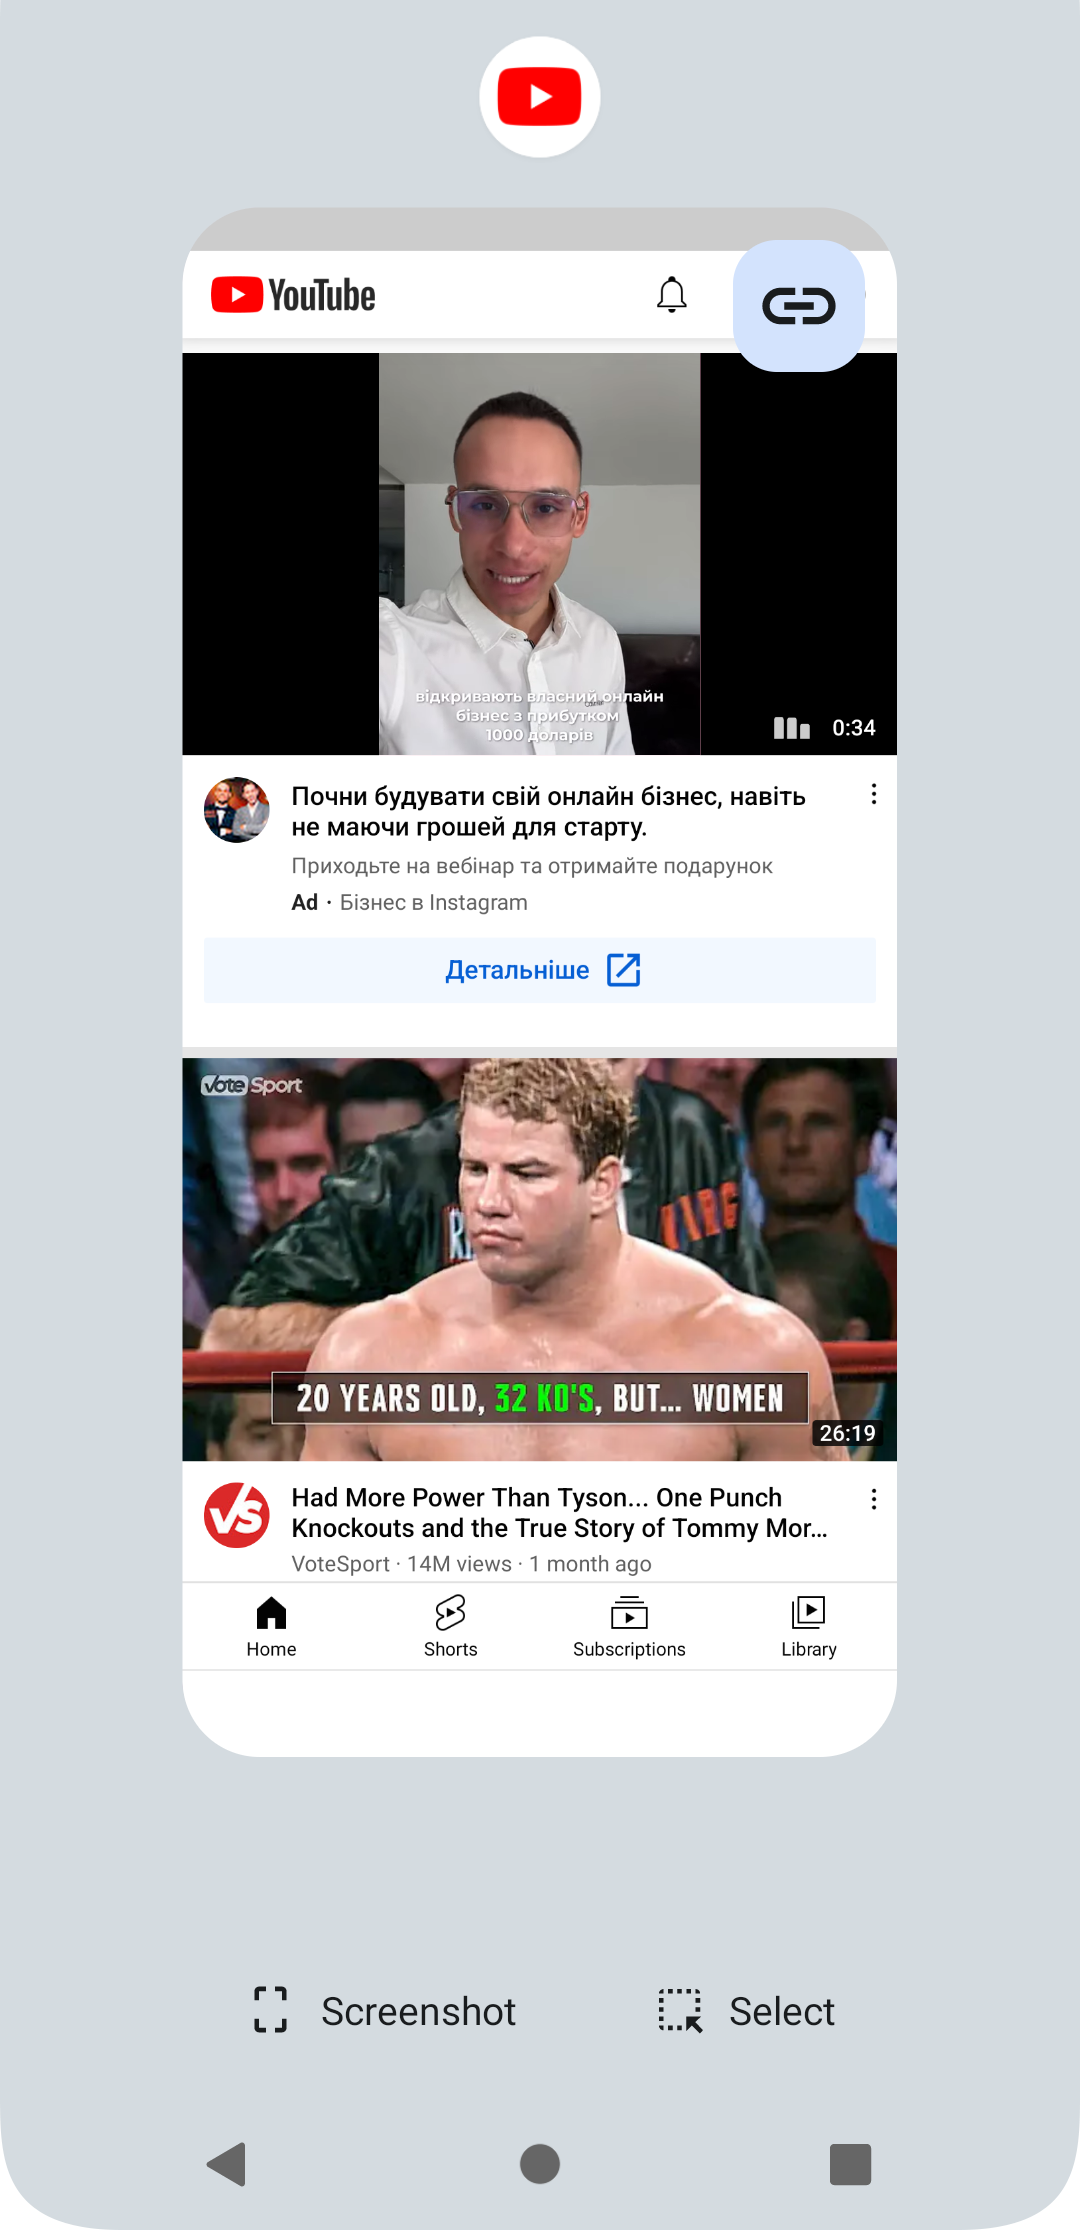 YouTube
відкривають власний онлайн
бізнес з прибутком
1000 доларів
0:34
Почни будувати свій онлайн бізнес, навіть
не маючи грошей для старту.
Приходьте на вебінар та отримайте подарунок
Ad · Бізнес в Instagram
Детальніше
vote Sport
20 YEARS OLD, 32 KO'S, BUT... WOMEN
26:19
VS
Had More Power Than Tyson... One Punch
Knockouts and the True Story of Tommy Mor...
VoteSport · 14M views · 1 month ago
Home
Shorts
Subscriptions
Library
Screenshot
Select